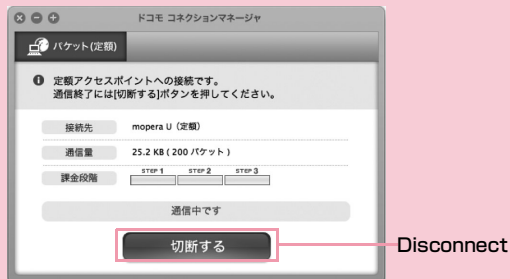 ドコモ コネクションマネージャ
パケット(定額)
定額アクセスポイントへの接続です。
通信終了には[切断する]ボタンを押してください。
接続先 mopera U（定額）
通信量 25.2 KB ( 200 パケット )
課金段階 STEP 1 STEP 2 STEP 3
通信中です
切断する
Disconnect